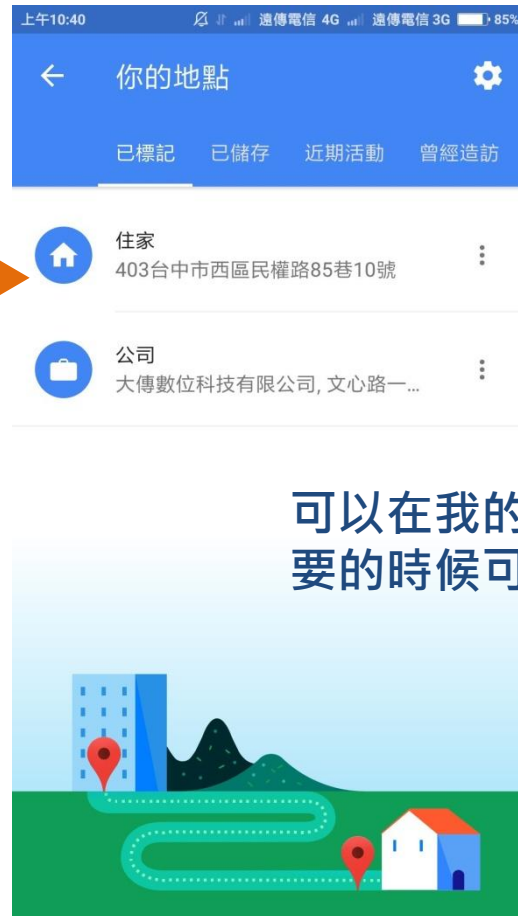 上午10:40 遠傳電信 4G 遠傳電信 3G 85%
你的地點
已標記 已儲存 近期活動 曾經造訪
住家
403台中市西區民權路85巷10號
公司
大傳數位科技有限公司, 文心路一...
可以在我的
要的時候可